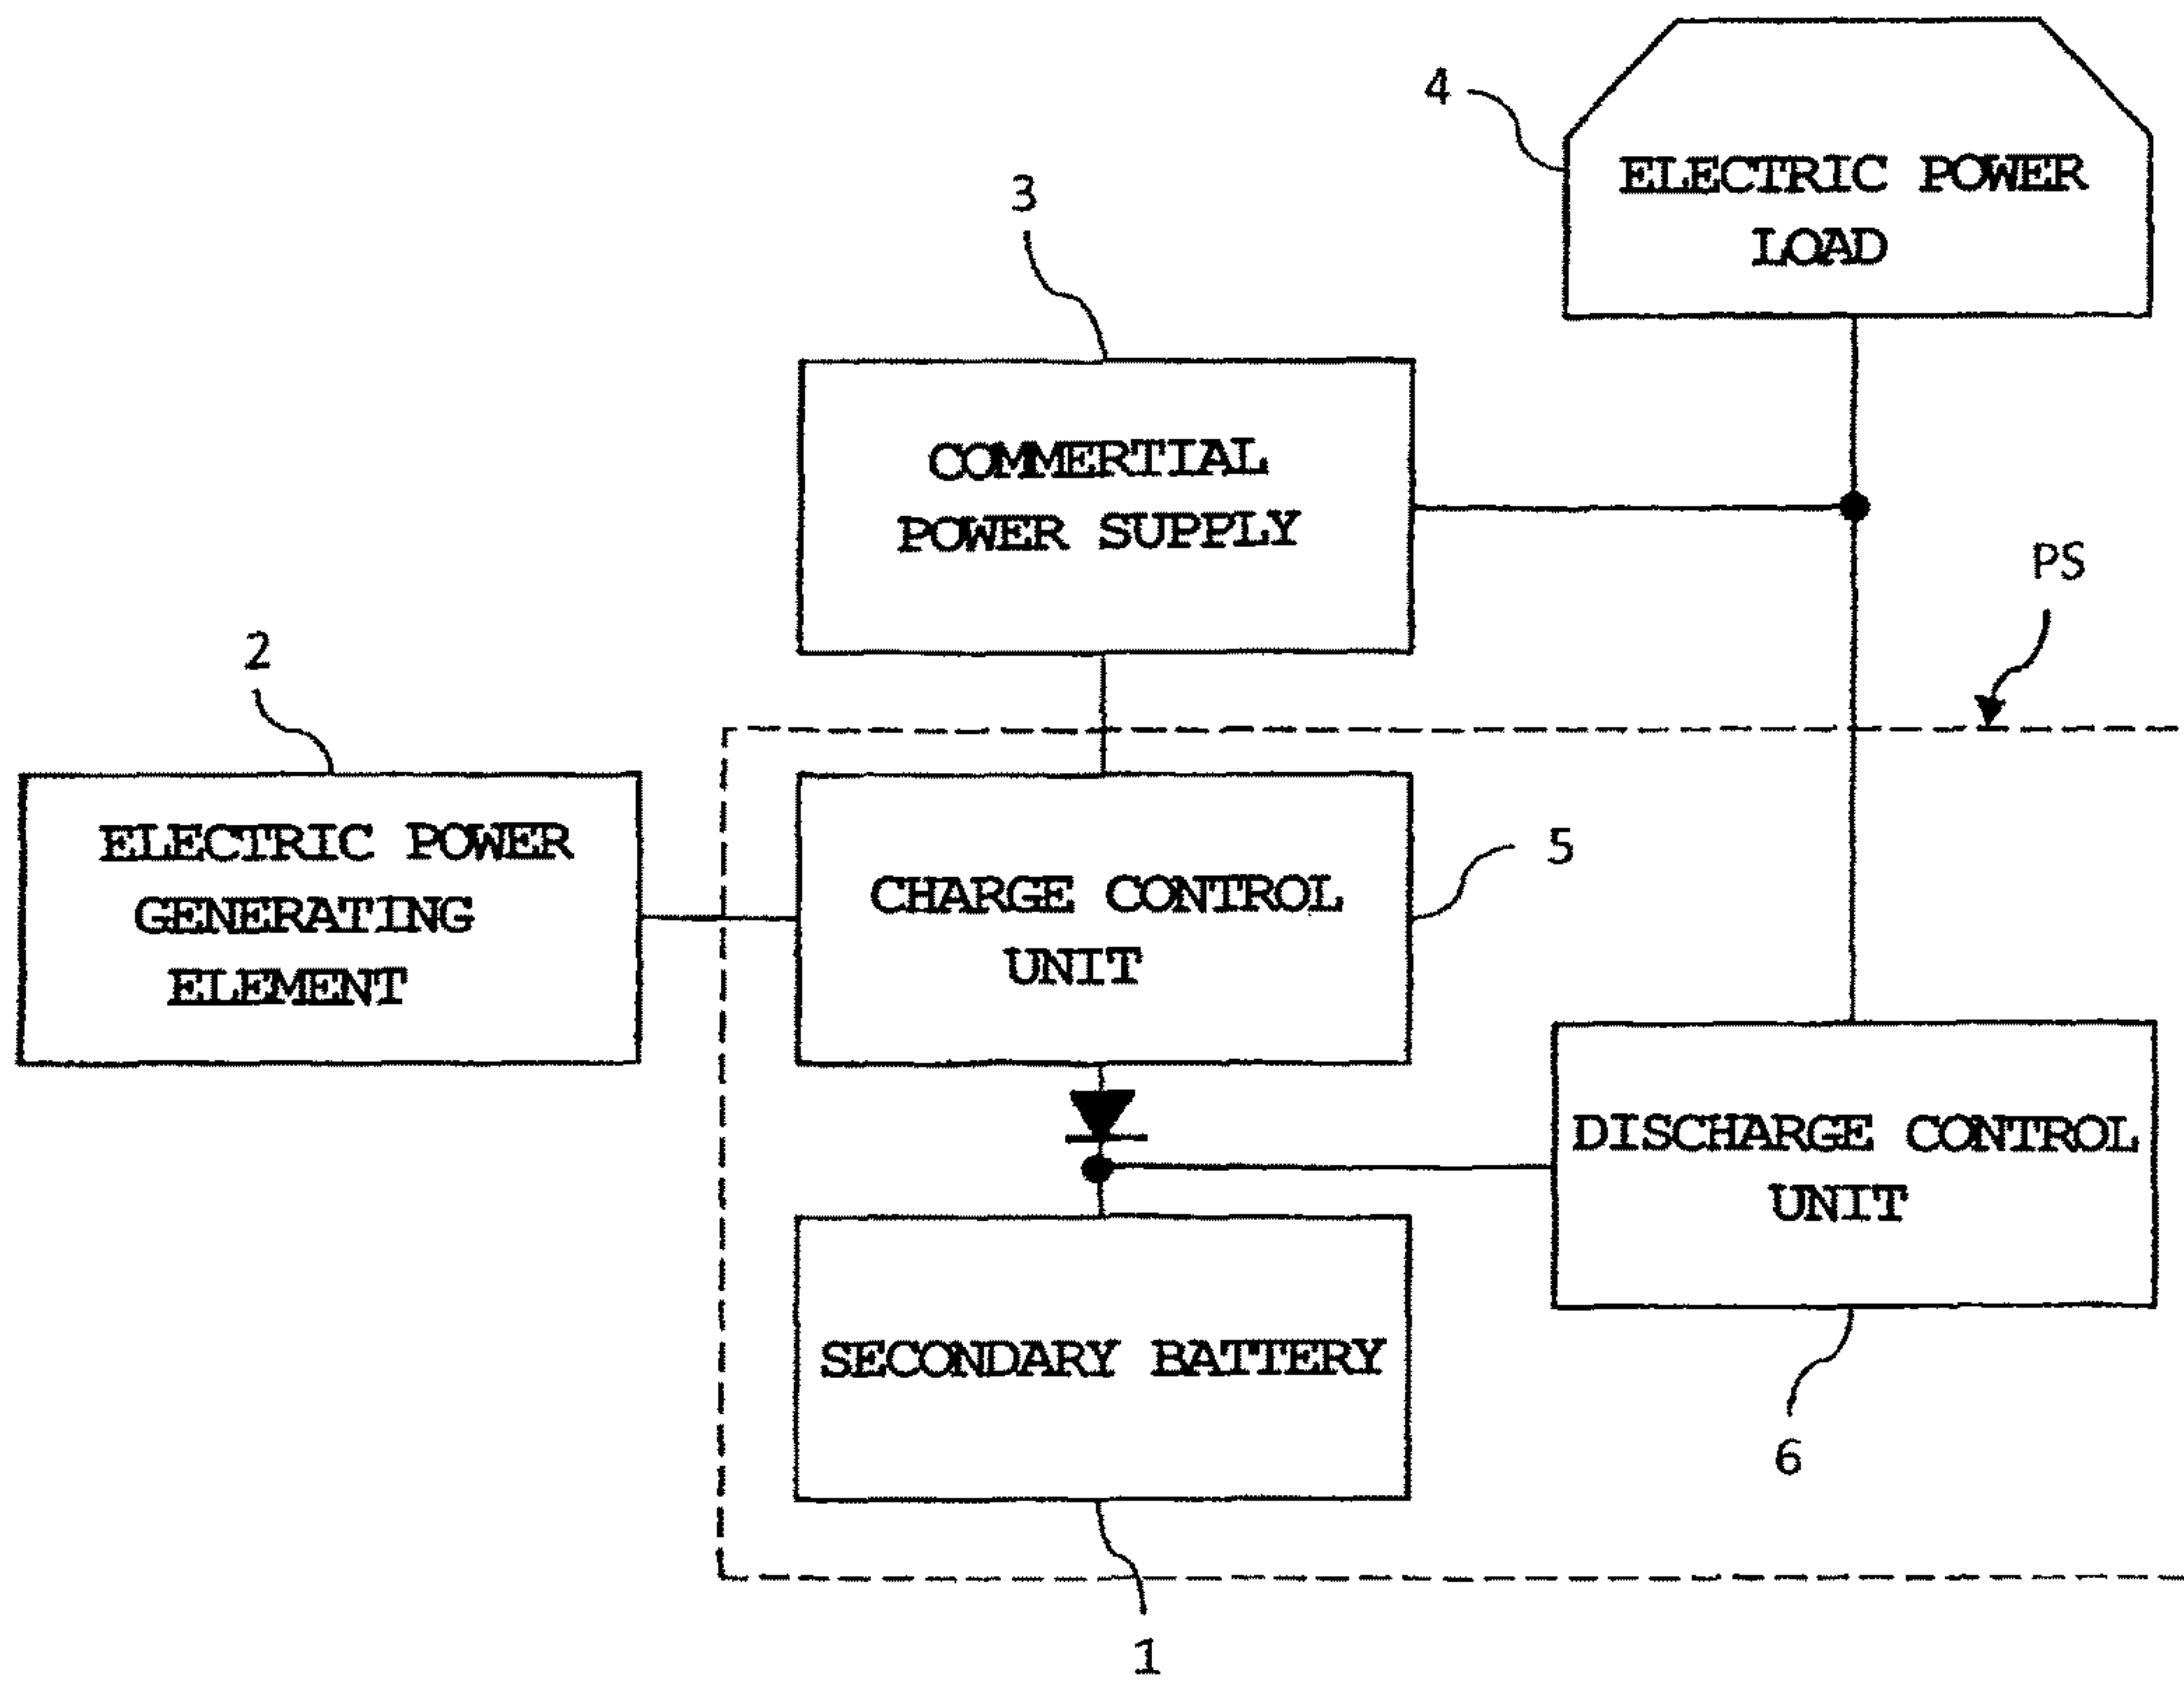 4
ELECTRIC POWER
LOAD
3
COMMERTIAL
POWER SUPPLY
PS
2
ELECTRIC POWER
GENERATING
ELEMENT
5
CHARGE CONTROL
UNIT
DISCHARGE CONTROL
UNIT
SECONDARY BATTERY
6
1